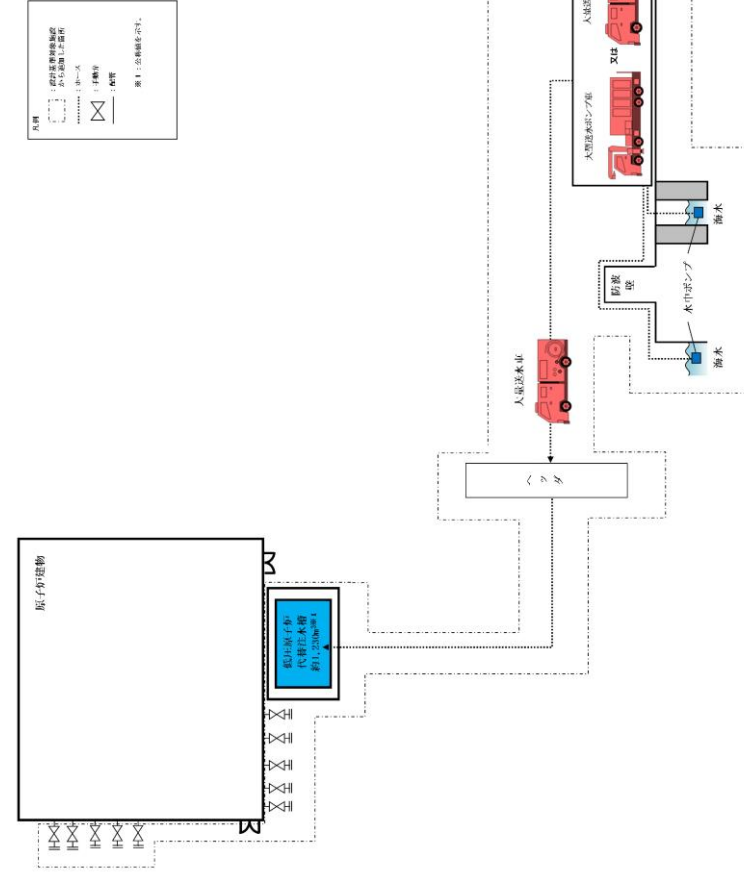 凡例
：設計基準対象施設
から追加した箇所
：ホース
：手動弁
：配管
※１：公称値を示す。
大量送
又は
大型送水ポンプ車
海水
防波
壁
水中ポンプ
海水
大量送水車
ヘッダ
原子炉建物
低圧原子炉
代替注水槽
約1,230m³※1